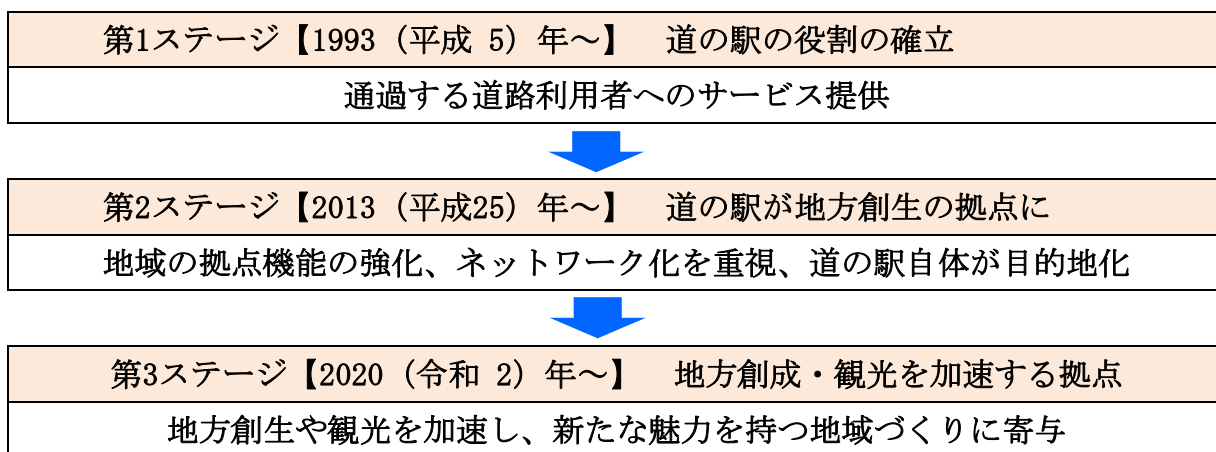 第1ステージ【1993（平成 5）年～】　道の駅の役割の確立
通過する道路利用者へのサービス提供
第2ステージ【2013（平成25）年～】　道の駅が地方創生の拠点に
地域の拠点機能の強化、ネットワーク化を重視、道の駅自体が目的地化
第3ステージ【2020（令和 2）年～】　地方創成・観光を加速する拠点
地方創生や観光を加速し、新たな魅力を持つ地域づくりに寄与